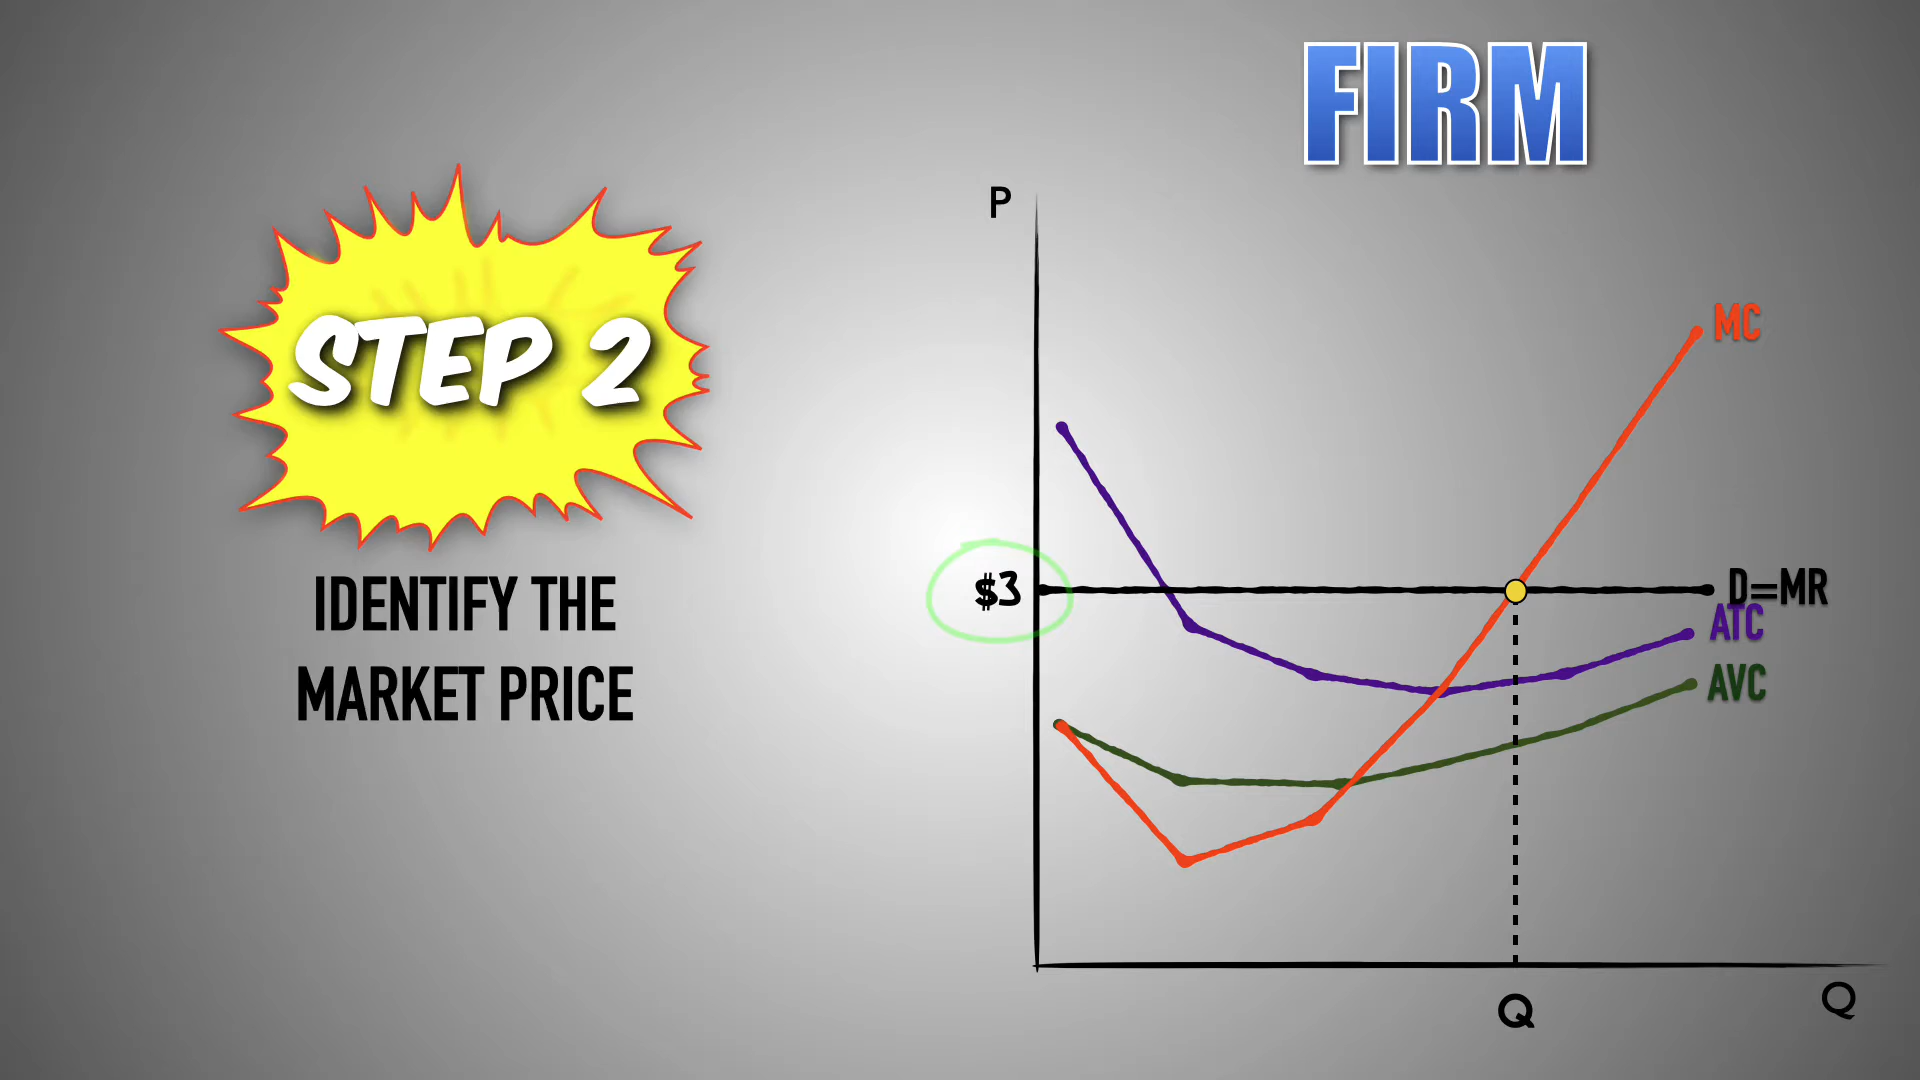 FIRM
STEP 2
IDENTIFY THE
MARKET PRICE
P
MC
$3
D=MR
ATC
AVC
Q
Q